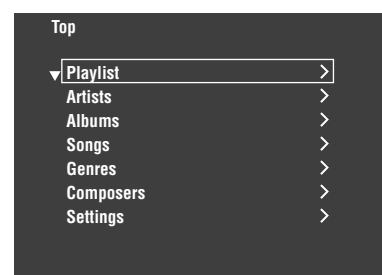 Top
Playlist
Artists
Albums
Songs
Genres
Composers
Settings